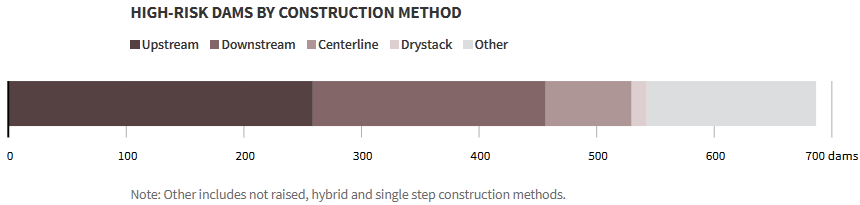 HIGH-RISK DAMS BY CONSTRUCTION METHOD
Upstream Downstream Centerline Drystack Other
0 100 200 300 400 500 600 700 dams
Note: Other includes not raised, hybrid and single step construction methods.